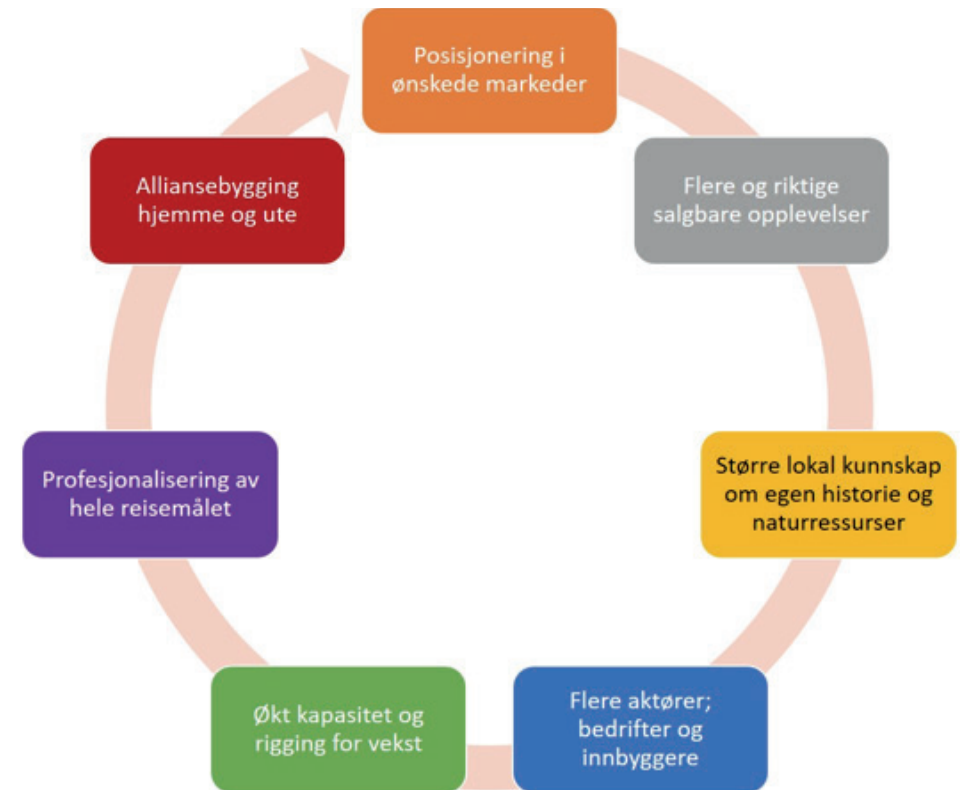 Posisjonering i
ønskede markeder
Flere og riktige
salgbare opplevelser
Større lokal kunnskap
om egen historie og
naturressurser
Flere aktører;
bedrifter og
innbyggere
Økt kapasitet og
rigging for vekst
Profesjonalisering av
hele reisemålet
Alliansebygging
hjemme og ute